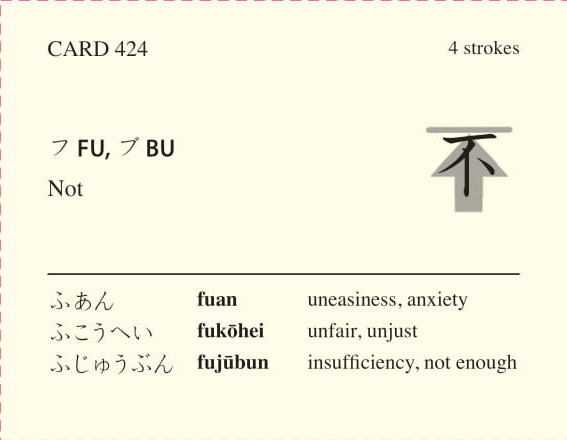 CARD 424 4 strokes
フ FU, ブ BU
不
Not
ふあん fuan uneasiness, anxiety
ふこうへい fukōhei unfair, unjust
ふじゅうぶん fujūbun insufficiency, not enough